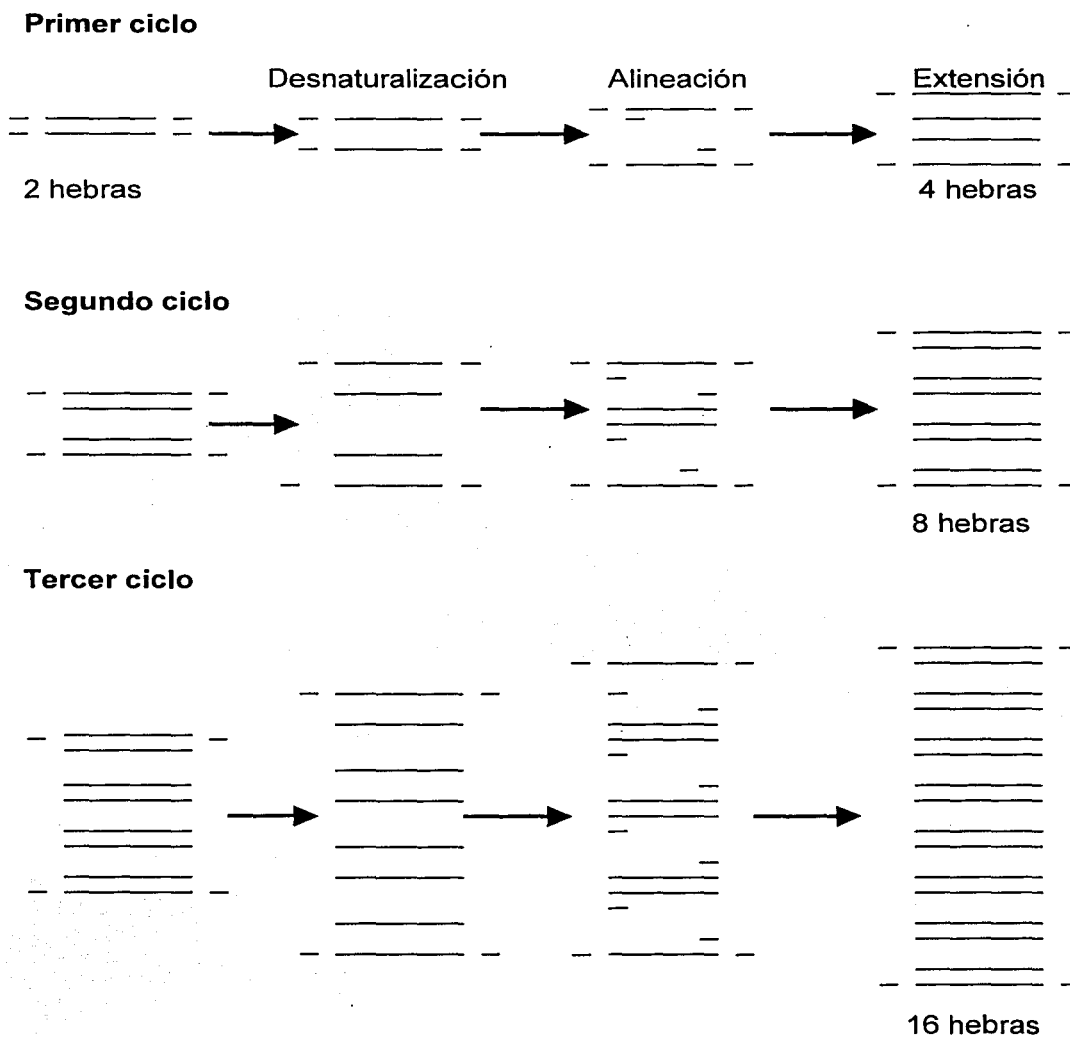 Primer ciclo
Desnaturalización
Alineación
Extensión
2 hebras
4 hebras
Segundo ciclo
8 hebras
Tercer ciclo
16 hebras